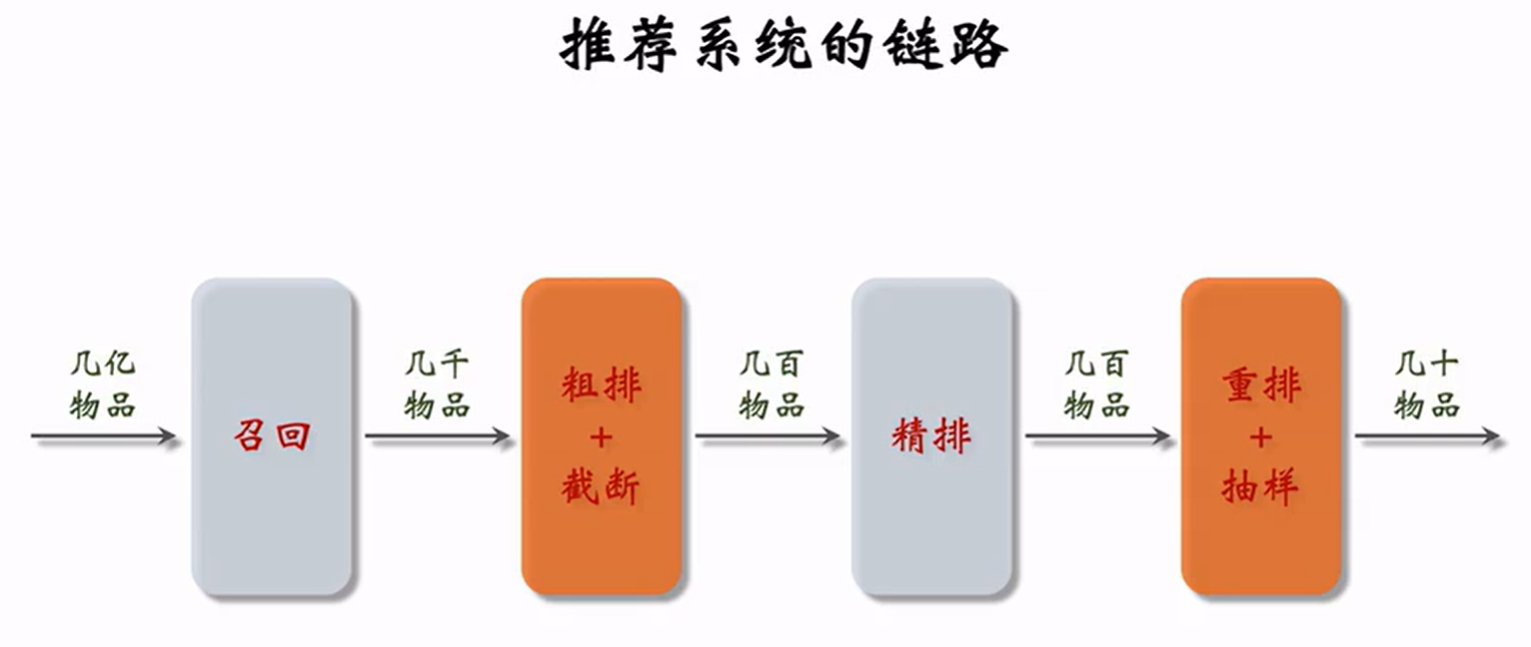 推荐系统的链路
几亿
物品
召回
几千
物品
粗排
+
截断
几百
物品
精排
几百
物品
重排
+
抽样
几十
物品